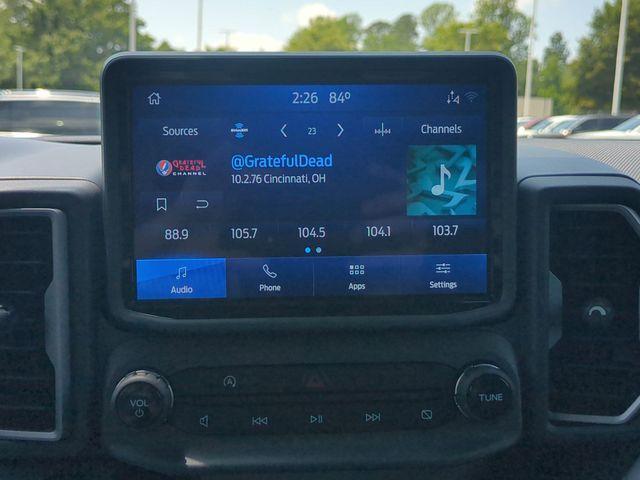 2:26 84°
Sources
SiriusXM
23
Channels
GRATEFUL DEAD
CHANNEL
@GratefulDead
10.2.76 Cincinnati, OH
88.9 105.7 104.5 104.1 103.7
Audio Phone Apps Settings
VOL
TUNE